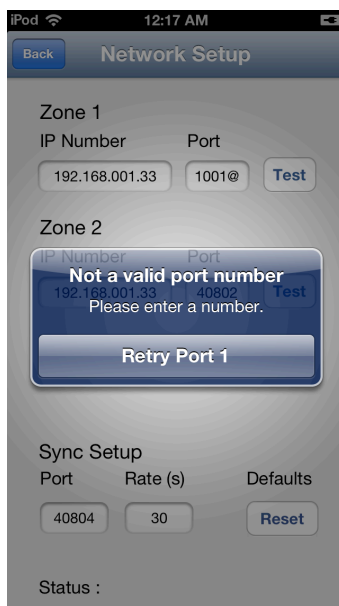 iPod 12:17 AM
Back Network Setup
Zone 1
IP Number Port
192.168.001.33 1001@ Test
Zone 2
IP Number Port
Not a valid port number
192.168.001.33 40802 Test
Please enter a number.
Retry Port 1
Sync Setup
Port Rate (s) Defaults
40804 30 Reset
Status :